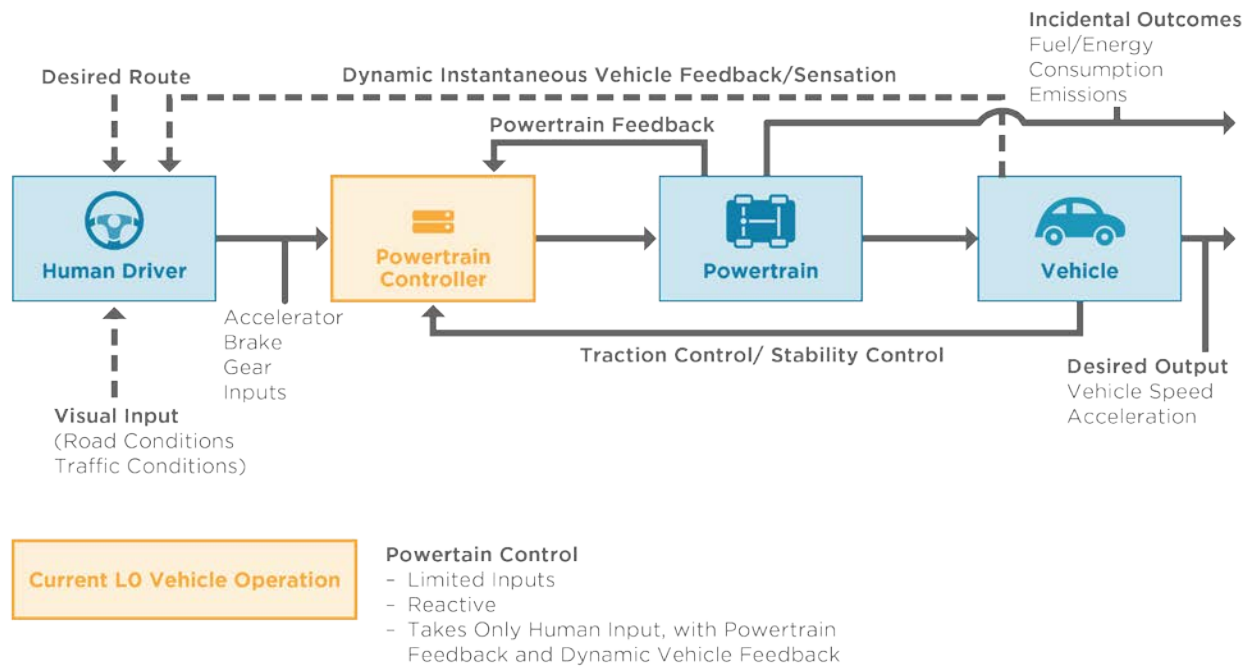 Incidental Outcomes
Fuel/Energy
Consumption
Emissions
Desired Route
Dynamic Instantaneous Vehicle Feedback/Sensation
Powertrain Feedback
Human Driver
Powertrain
Controller
Powertrain
Vehicle
Accelerator
Brake
Gear
Inputs
Traction Control/ Stability Control
Desired Output
Vehicle Speed
Acceleration
Visual Input
(Road Conditions
Traffic Conditions)
Current L0 Vehicle Operation
Powertain Control
– Limited Inputs
– Reactive
– Takes Only Human Input, with Powertrain
Feedback and Dynamic Vehicle Feedback